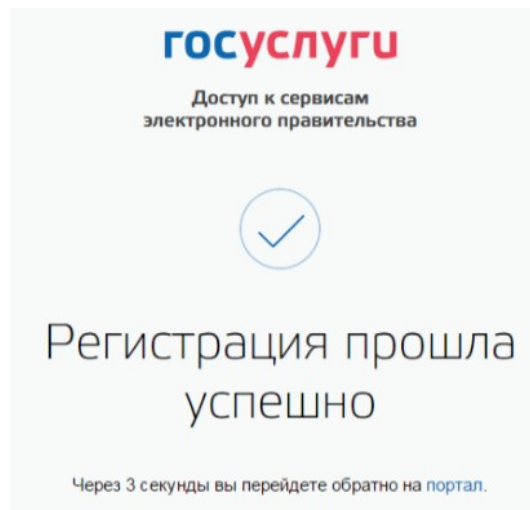 госуслуги
Доступ к сервисам
электронного правительства
Регистрация прошла
успешно
Через 3 секунды вы перейдете обратно на портал.